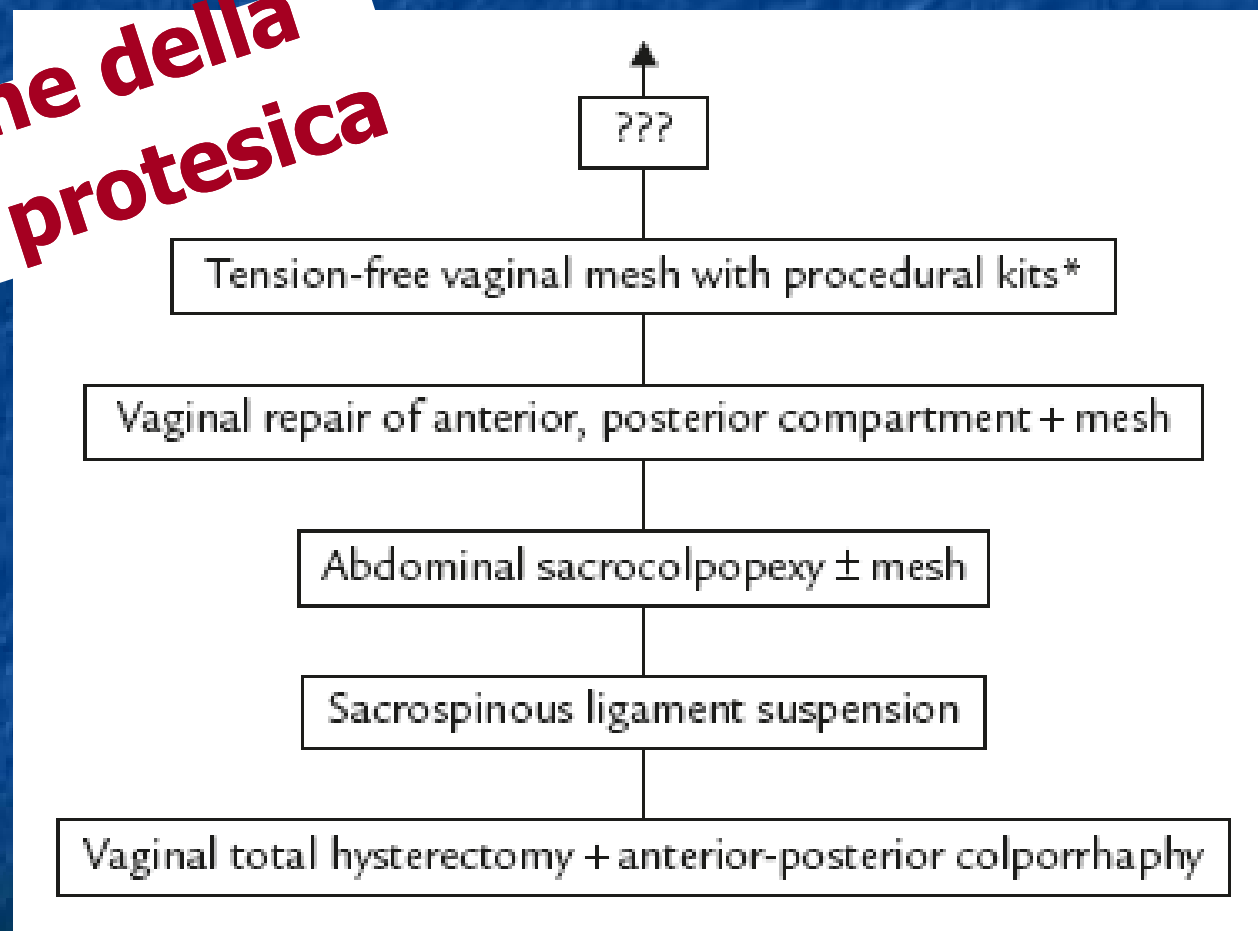 ne della
protesica
???
Tension-free vaginal mesh with procedural kits*
Vaginal repair of anterior, posterior compartment + mesh
Abdominal sacrocolpopexy ± mesh
Sacrospinous ligament suspension
Vaginal total hysterectomy + anterior-posterior colporrhaphy